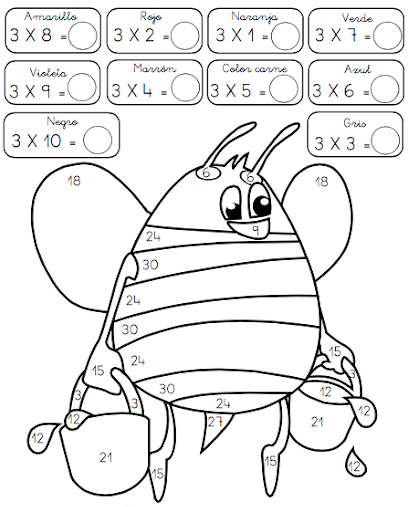 Amarillo Rojo Naranja Verde
3 X 8 = 3 X 2 = 3 X 1 = 3 X 7 =
Violeta Marrón Color carne Azul
3 X 9 = 3 X 4 = 3 X 5 = 3 X 6 =
Negro Gris
3 X 10 = 3 X 3 =
18 6 6 18
9
24
30
24
30
24 15
15 3
30 12
3 3 24 12
12 27 21
12
21
15 15 12